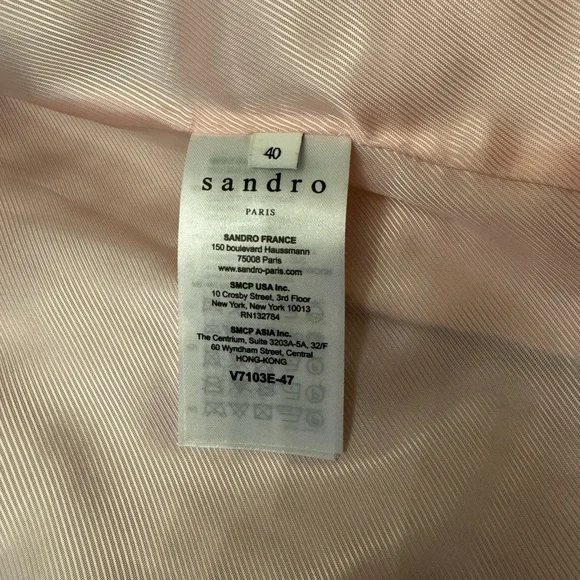 40
sandro
PARIS
SANDRO FRANCE
150 boulevard Haussmann
75008 Paris
www.sandro-paris.com
SMCP USA Inc.
10 Crosby Street, 3rd Floor
New York, New York 10013
RN132784
SMCP ASIA Inc.
The Centrium, Suite 3203A-5A, 32/F
60 Wyndham Street, Central
HONG-KONG
V7103E-47